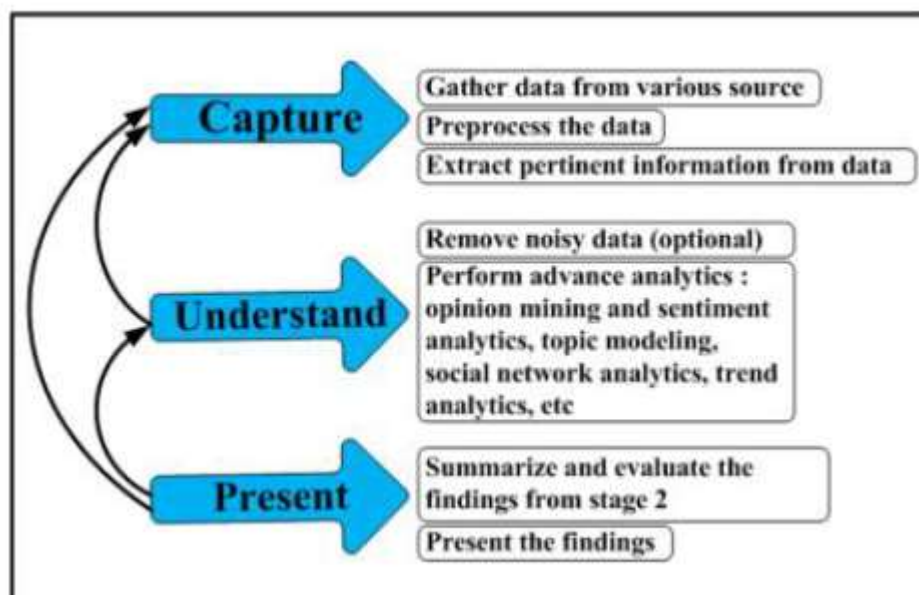 Capture
Gather data from various source
Preprocess the data
Extract pertinent information from data
Understand
Remove noisy data (optional)
Perform advance analytics :
opinion mining and sentiment
analytics, topic modeling,
social network analytics, trend
analytics, etc
Present
Summarize and evaluate the
findings from stage 2
Present the findings